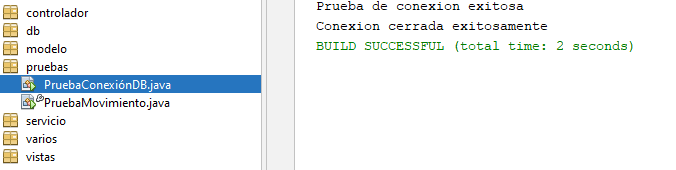 controlador
db
modelo
pruebas
PruebaConexiónDB.java
PruebaMovimiento.java
servicio
varios
vistas
Prueba de conexion exitosa
Conexion cerrada exitosamente
BUILD SUCCESSFUL (total time: 2 seconds)